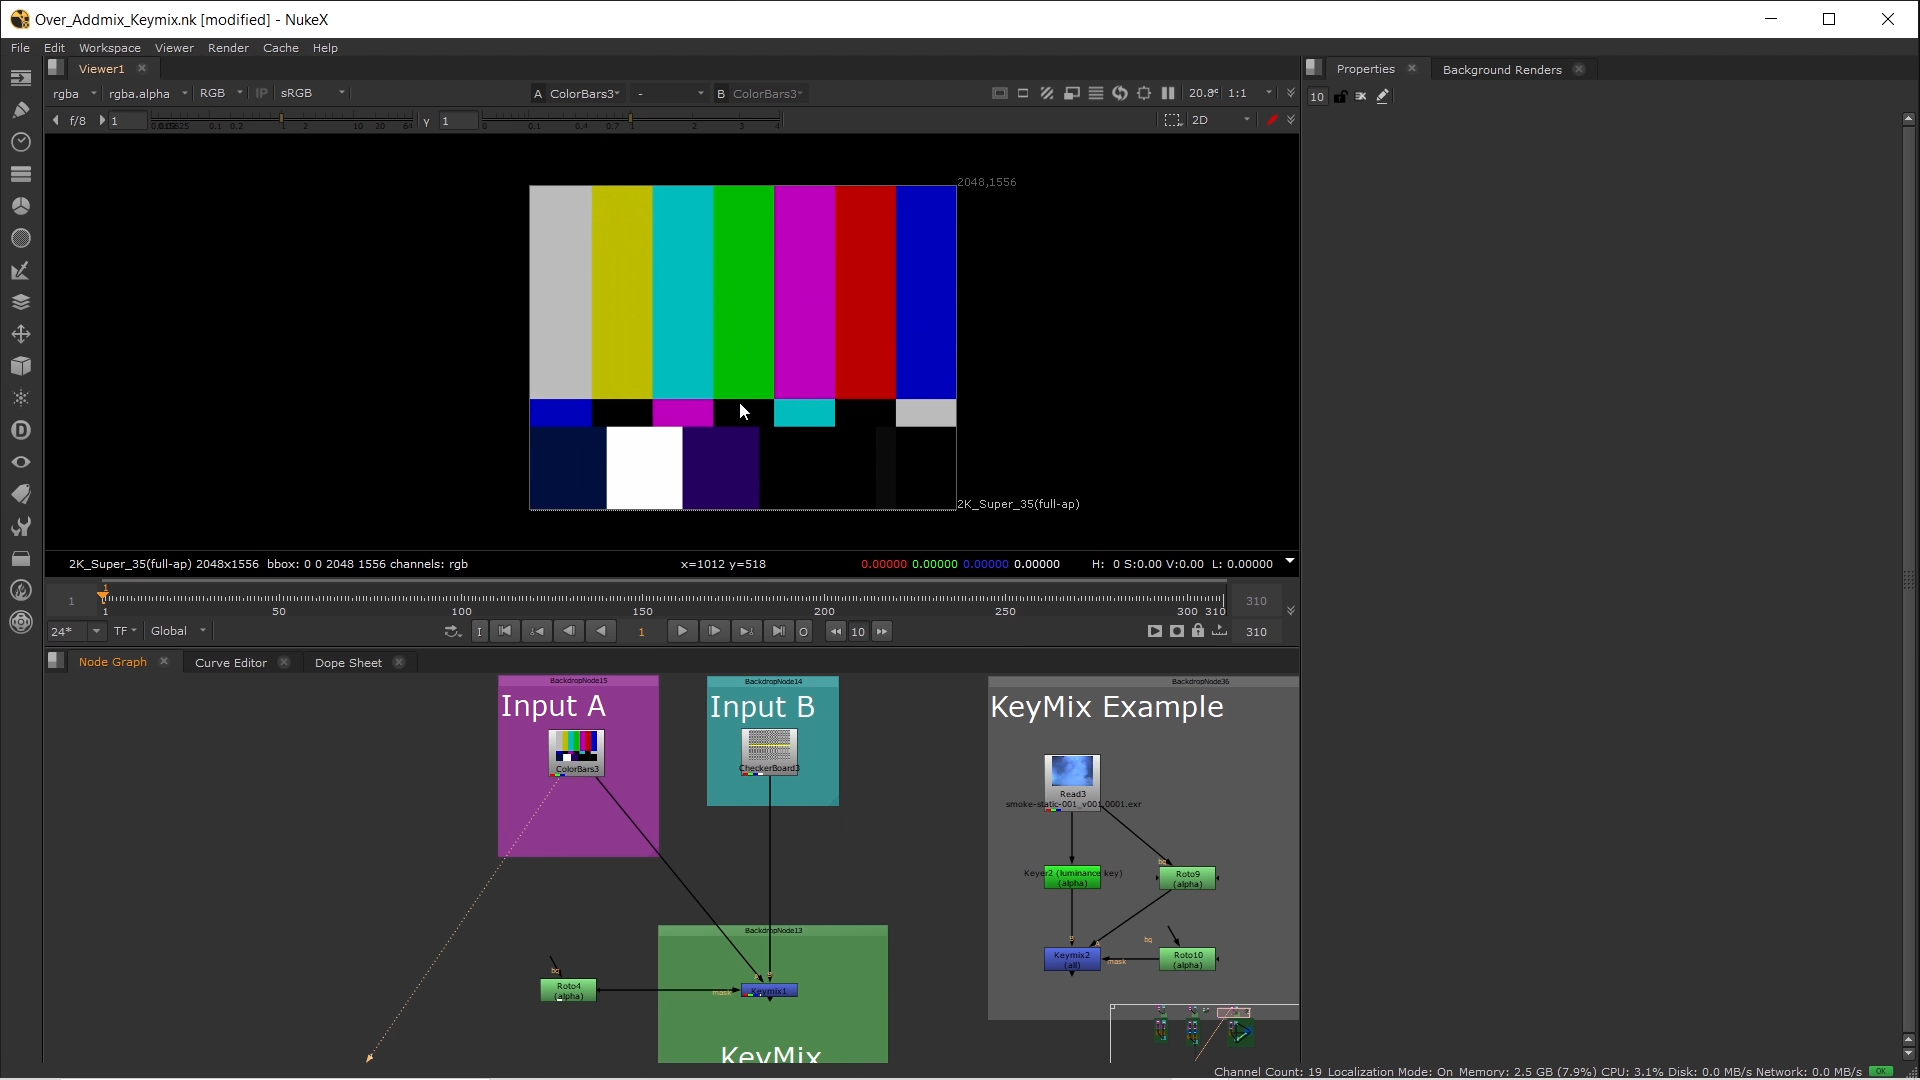 Over_Addmix_Keymix.nk [modified] - NukeX
File Edit Workspace Viewer Render Cache Help
Viewer1
Properties
Background Renders
rgba rgba.alpha RGB IP sRGB A ColorBars3 - B ColorBars3 1:1
10
f/8 1 Y 1 2D
2048,1556
2K_Super_35(full-ap)
2K_Super_35(full-ap) 2048x1556 bbox: 0 0 2048 1556 channels: rgb x=1012 y=518 0.00000 0.00000 0.00000 0.00000 H: 0 S:0.00 V:0.00 L: 0.00000
1
1 310
1 50 100 150 200 250 300 310
24* TF Global I 1 O 10 310
Node Graph Curve Editor Dope Sheet
BackdropNode15
Input A
ColorBars3
BackdropNode14
Input B
CheckerBoard3
BackdropNode36
KeyMix Example
Read3
smoke-static-001_v001.0001.exr
bg
Keyer2 (luminance key)
(alpha)
Roto9
(alpha)
B
A
bg
Keymix2
(all)
mask
Roto10
(alpha)
BackdropNode13
bg
Roto4
(alpha)
mask
B
Keymix1
KeyMix
Channel Count: 19 Localization Mode: On Memory: 2.5 GB (7.9%) CPU: 3.1% Disk: 0.0 MB/s Network: 0.0 MB/s OK